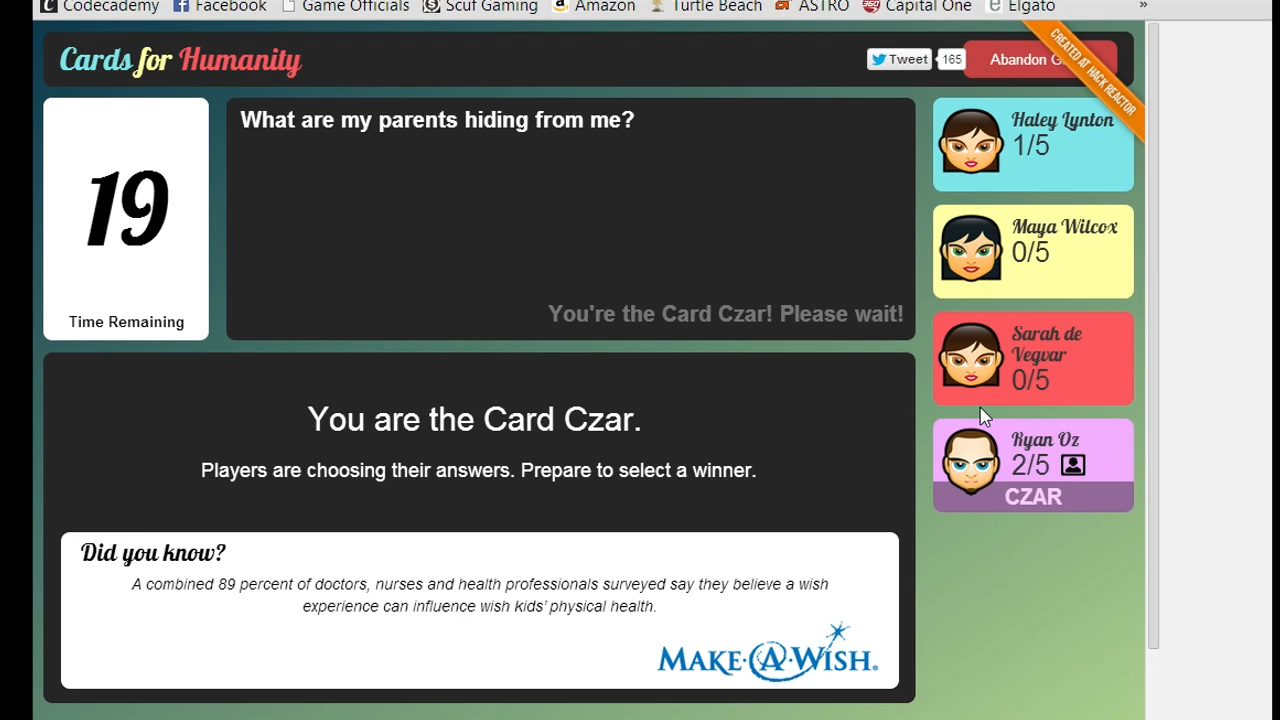 Codecademy Facebook Game Officials Scuf Gaming Amazon Turtle Beach ASTRO Capital One Elgato »
Cards for Humanity
Tweet 165
Abandon G
CREATED AT HACK REACTOR
19
Time Remaining
What are my parents hiding from me?
You're the Card Czar! Please wait!
Haley Lynton
1/5
Maya Wilcox
0/5
Sarah de
Vegvar
0/5
Ryan Oz
2/5
CZAR
You are the Card Czar.
Players are choosing their answers. Prepare to select a winner.
Did you know?
A combined 89 percent of doctors, nurses and health professionals surveyed say they believe a wish
experience can influence wish kids' physical health.
MAKE·A·WISH.